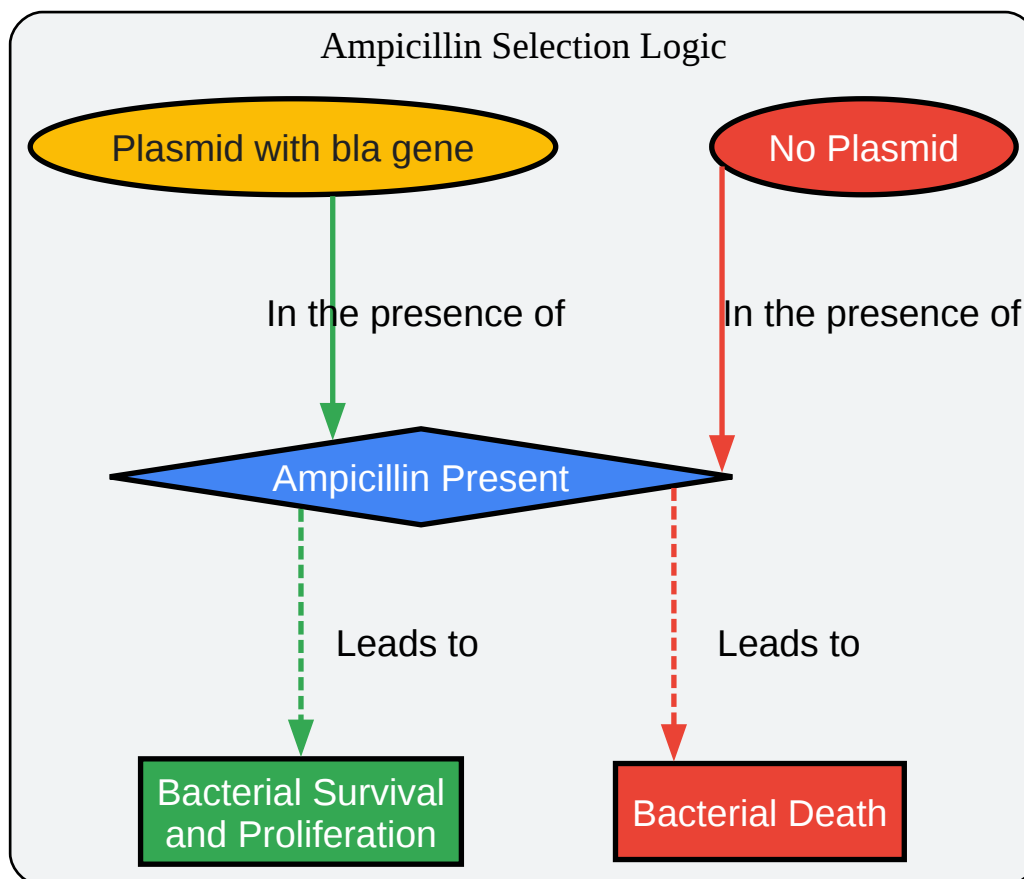 Ampicillin Selection Logic
Plasmid with bla gene
No Plasmid
In the presence of
In the presence of
Ampicillin Present
Leads to
Leads to
Bacterial Survival
and Proliferation
Bacterial Death